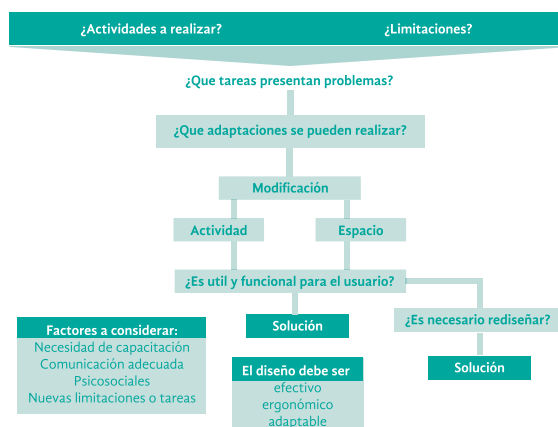 ¿Actividades a realizar?
¿Limitaciones?
¿Que tareas presentan problemas?
¿Que adaptaciones se pueden realizar?
Modificación
Actividad
Espacio
¿Es util y funcional para el usuario?
Solución
¿Es necesario rediseñar?
Solución
Factores a considerar:
Necesidad de capacitación
Comunicación adecuada
Psicosociales
Nuevas limitaciones o tareas
El diseño debe ser
efectivo
ergonómico
adaptable